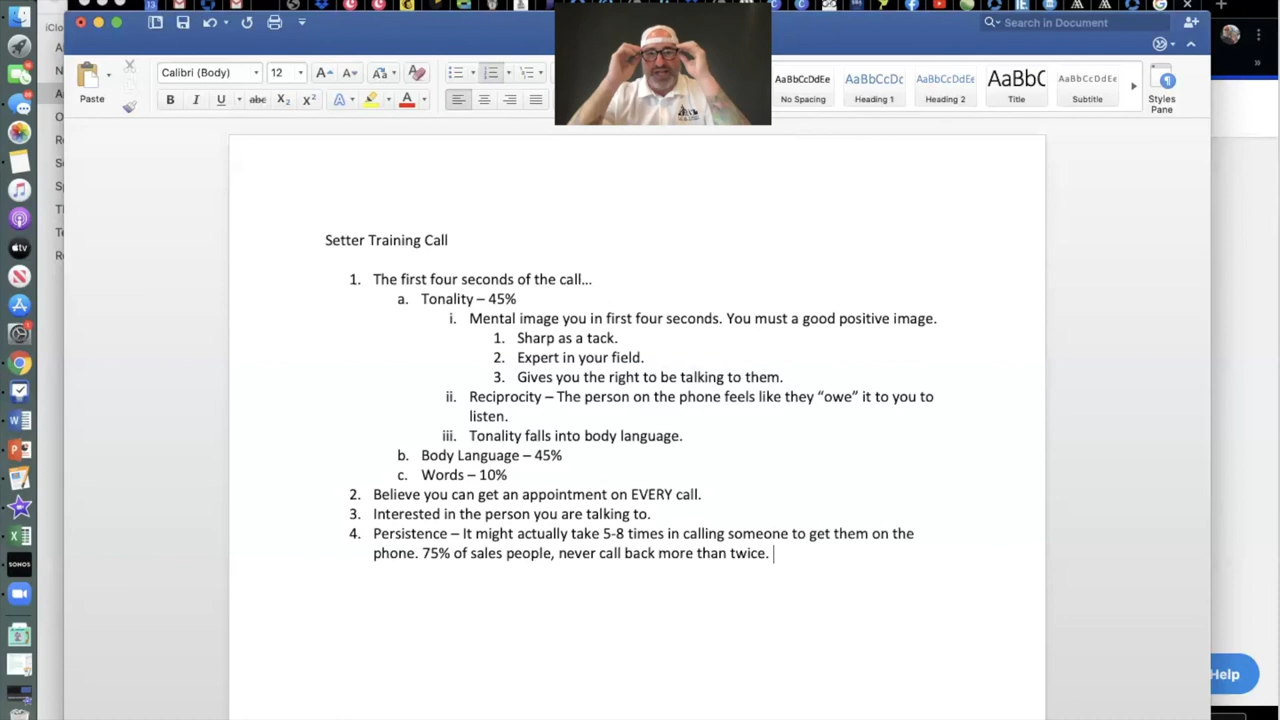 iClou
Search in Document
Paste
Calibri (Body)
12
B I U abc X₂ X²
AaBbCcDdEe
No Spacing
AaBbCcDc
Heading 1
AaBbCcDdEe
Heading 2
AaBbC
Title
AaBbCcDdEe
Subtitle
Styles
Pane
Setter Training Call
1. The first four seconds of the call...
a. Tonality – 45%
i. Mental image you in first four seconds. You must a good positive image.
1. Sharp as a tack.
2. Expert in your field.
3. Gives you the right to be talking to them.
ii. Reciprocity – The person on the phone feels like they “owe” it to you to
listen.
iii. Tonality falls into body language.
b. Body Language – 45%
c. Words – 10%
2. Believe you can get an appointment on EVERY call.
3. Interested in the person you are talking to.
4. Persistence – It might actually take 5-8 times in calling someone to get them on the
phone. 75% of sales people, never call back more than twice.
tv
SONOS
Help